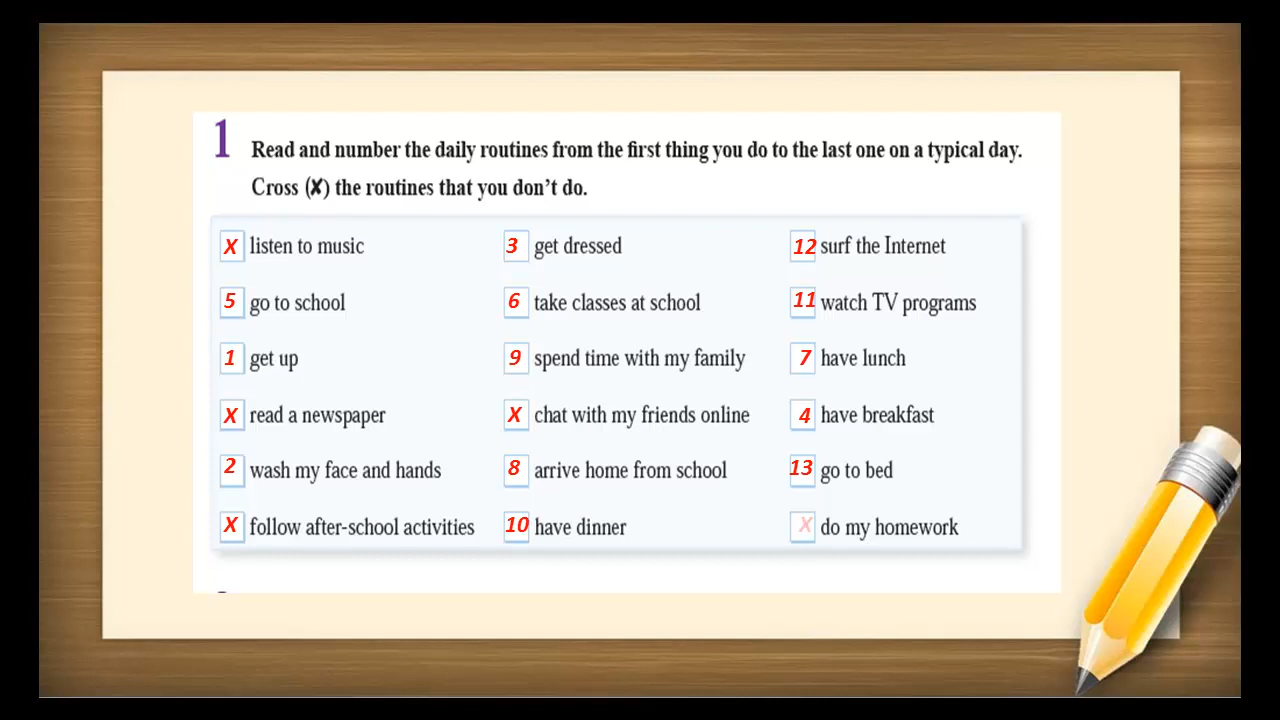 1 Read and number the daily routines from the first thing you do to the last one on a typical day.
Cross (✘) the routines that you don't do.
X listen to music
5 go to school
1 get up
X read a newspaper
2 wash my face and hands
X follow after-school activities
3 get dressed
6 take classes at school
9 spend time with my family
X chat with my friends online
8 arrive home from school
10 have dinner
12 surf the Internet
11 watch TV programs
7 have lunch
4 have breakfast
13 go to bed
X do my homework